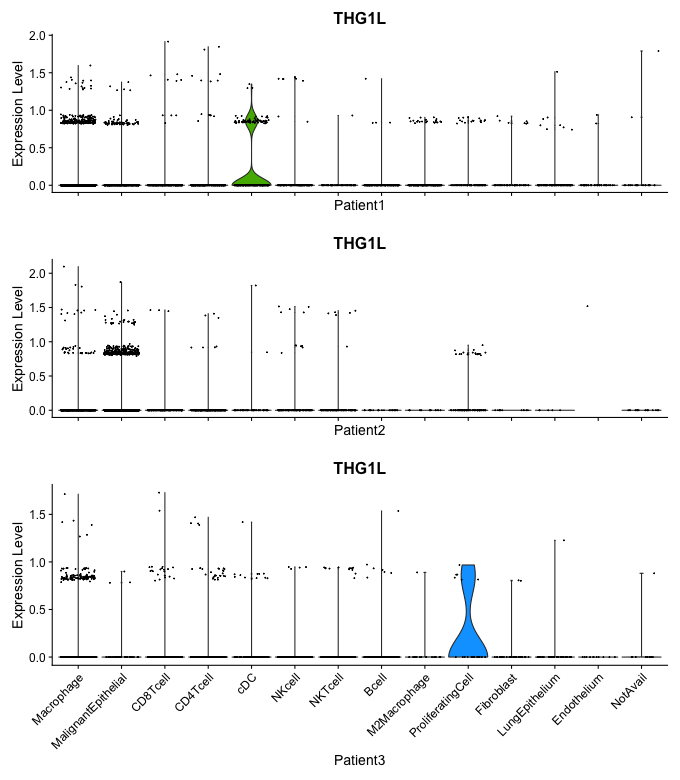 THG1L
Expression Level
2.0
1.5
1.0
0.5
0.0
Patient1
THG1L
Expression Level
2.0
1.5
1.0
0.5
0.0
Patient2
THG1L
Expression Level
1.5
1.0
0.5
0.0
Macrophage
MalignantEpithelial
CD8Tcell
CD4Tcell
cDC
NKcell
NKTcell
Bcell
M2Macrophage
ProliferatingCell
Fibroblast
LungEpithelium
Endothelium
NotAvail
Patient3